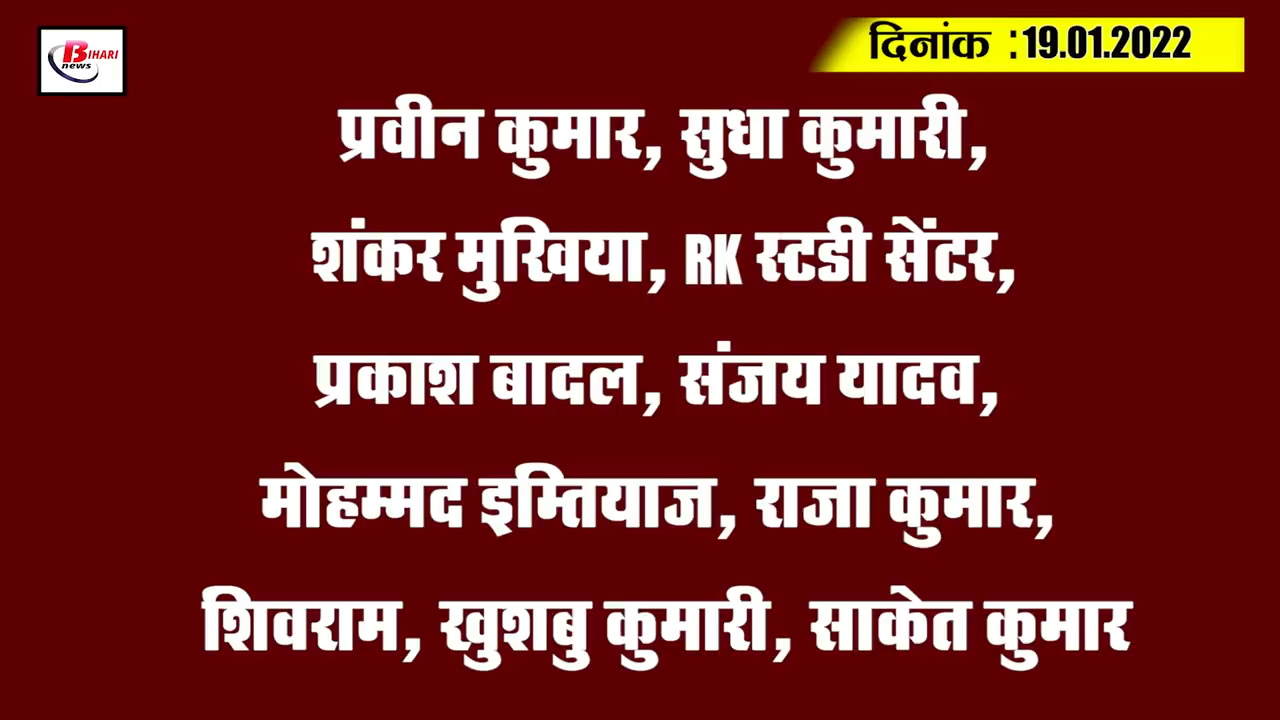 BIHARI
news
दिनांक :19.01.2022
प्रवीन कुमार, सुधा कुमारी,
शंकर मुखिया, RK स्टडी सेंटर,
प्रकाश बादल, संजय यादव,
मोहम्मद इम्तियाज, राजा कुमार,
शिवराम, खुशबु कुमारी, साकेत कुमार